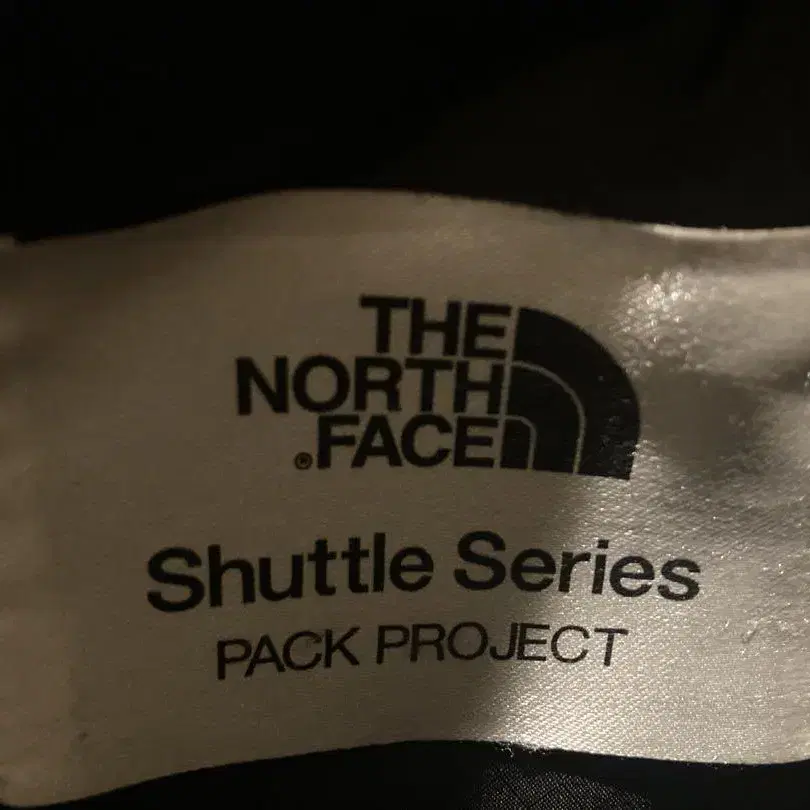 THE
NORTH
FACE®
Shuttle Series
PACK PROJECT